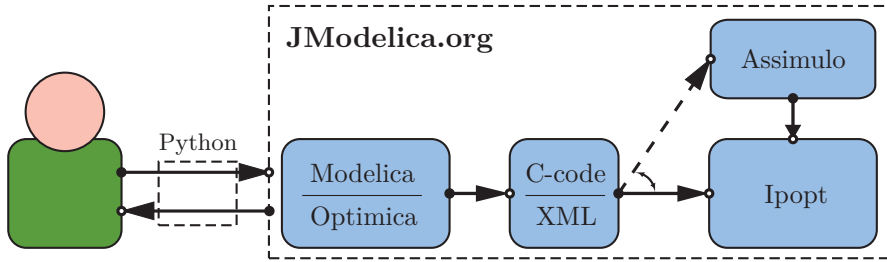 JModelica.org
Assimulo
Python
Modelica
Optimica
C-code
XML
Ipopt